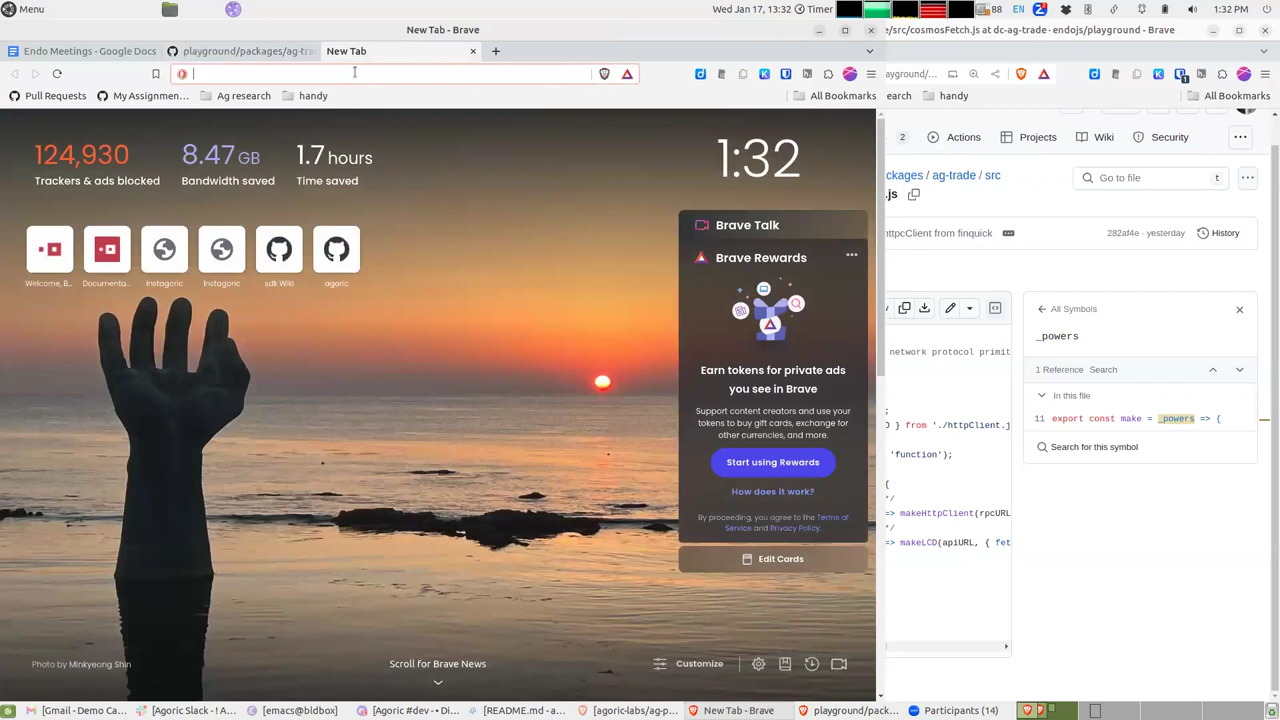 Menu
Wed Jan 17, 13:32
Timer
88
EN
1:32 PM
New Tab - Brave
e/src/cosmosFetch.js at dc-ag-trade · endojs/playground - Brave
Endo Meetings - Google Docs
playground/packages/ag-tra
New Tab
ayground/...
Pull Requests
My Assignmen...
Ag research
handy
All Bookmarks
earch
handy
All Bookmarks
124,930
Trackers & ads blocked
8.47 GB
Bandwidth saved
1.7 hours
Time saved
1:32
Welcome, B...
Documenta...
Instagoric
Instagoric
sdk Wiki
agoric
Brave Talk
Brave Rewards
Earn tokens for private ads
you see in Brave
Support content creators and use your
tokens to buy gift cards, exchange for
other currencies, and more.
Start using Rewards
How does it work?
By proceeding, you agree to the Terms of
Service and Privacy Policy.
Edit Cards
Photo by Minkyeong Shin
Scroll for Brave News
Customize
2
Actions
Projects
Wiki
Security
ckages / ag-trade / src
.js
Go to file
t
httpcClient from finquick
282af4e · yesterday
History
network protocol primit
;
O } from './httpClient.j
'function');
{
*/
=> makeHttpClient(rpcURL
*/
=> makeLCD(apiURL, { fet
All Symbols
_powers
1 Reference
Search
In this file
11 export const make = _powers => {
Search for this symbol
[Gmail - Demo Ca...
[Agoric Slack - ! A...
[emacs@bldbox]
[Agoric #dev - • Di...
[README.md - a...
[agoric-labs/ag-p...
New Tab - Brave
playground/pack...
Participants (14)